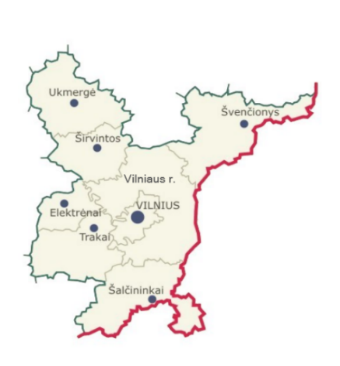 Ukmergė
Švenčionys
Širvintos
Vilniaus r.
VILNIUS
Elektrėnai
Trakai
Šalčininkai